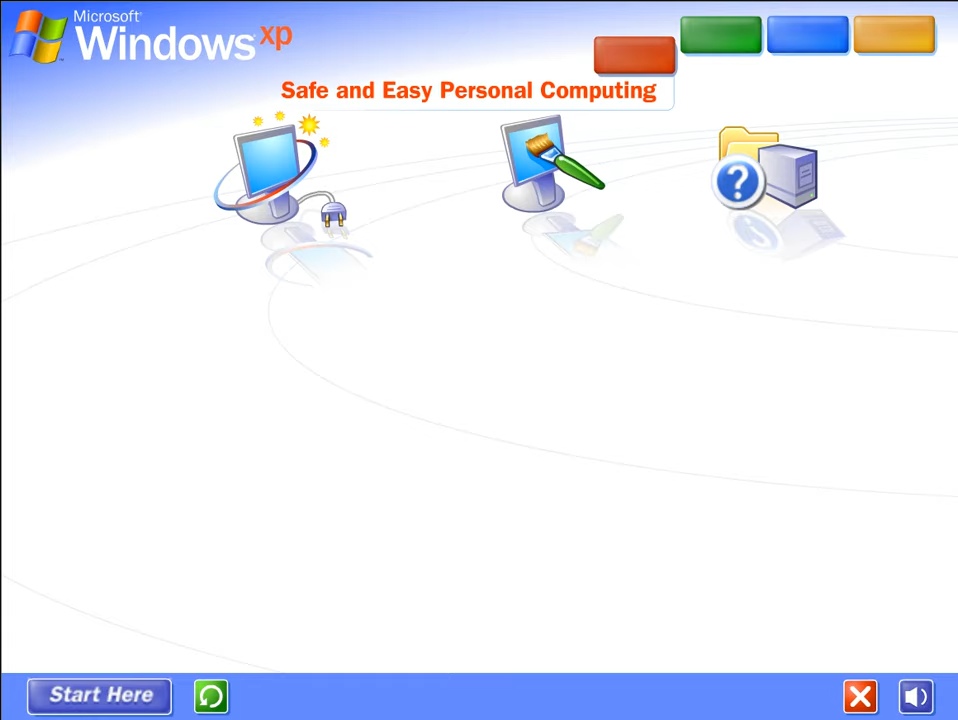 Microsoft®
Windows xp
Safe and Easy Personal Computing
?
Start Here